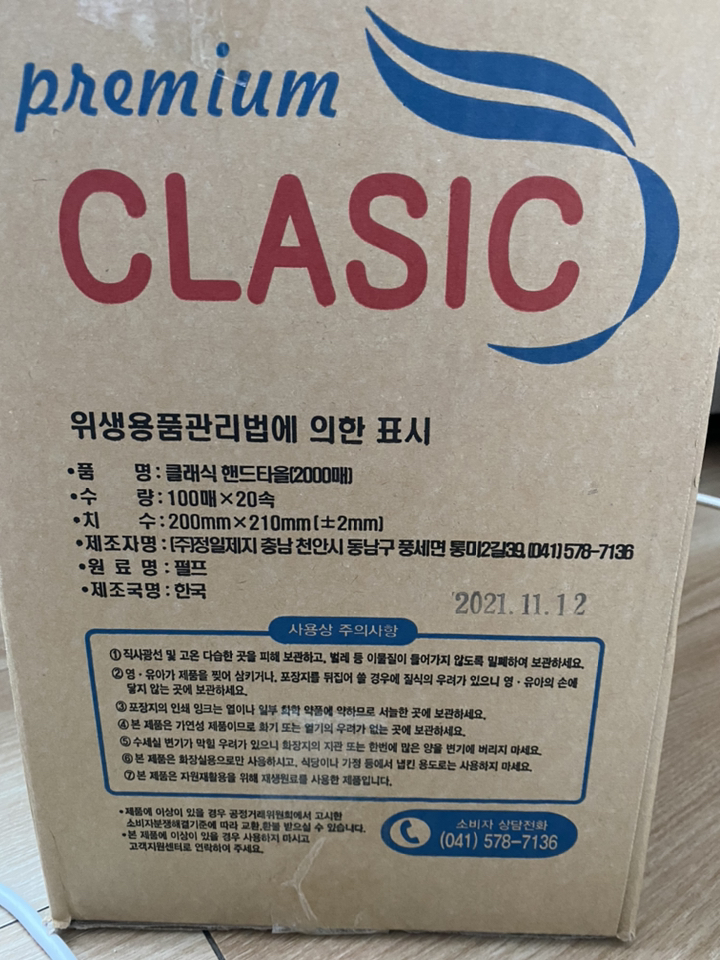 premium
CLASIC
위생용품관리법에 의한 표시
•품 명 : 클래식 핸드타올(2000매)
•수 량 : 100매×20속
•치 수 : 200mm×210mm(±2mm)
•제조자명 : (주)정일제지 충남 천안시 동남구 풍세면 통미2길39, (041)578-7136
•원 료 명 : 펄프
•제조국명 : 한국
2021.11.12
사용상 주의사항
①직사광선 및 고온 다습한 곳을 피해 보관하고, 벌레 등 이물질이 들어가지 않도록 밀폐하여 보관하세요.
②영·유아가 제품을 찢어 삼키거나, 포장지를 뒤집어 쓸 경우에 질식의 우려가 있으니 영·유아의 손에
닿지 않는 곳에 보관하세요.
③포장지의 인쇄 잉크는 열이나 일부 화학 약품에 약하므로 서늘한 곳에 보관하세요.
④본 제품은 가연성 제품이므로 화기 또는 열기의 우려가 없는 곳에 보관하세요.
⑤수세실 변기가 막힐 우려가 있으니 화장지의 지관 또는 한번에 많은 양을 변기에 버리지 마세요.
⑥본 제품은 화장실용으로만 사용하시고, 식당이나 가정 등에서 냅킨 용도로는 사용하지 마세요.
⑦본 제품은 자원재활용을 위해 재생원료를 사용한 제품입니다.
•제품에 이상이 있을 경우 공정거래위원회에서 고시한
소비자분쟁해결기준에 따라 교환,환불 받으실 수 있습니다.
•본 제품에 이상이 있을 경우 사용하지 마시고
고객지원센터로 연락하여 주세요.
소비자 상담전화
(041) 578-7136